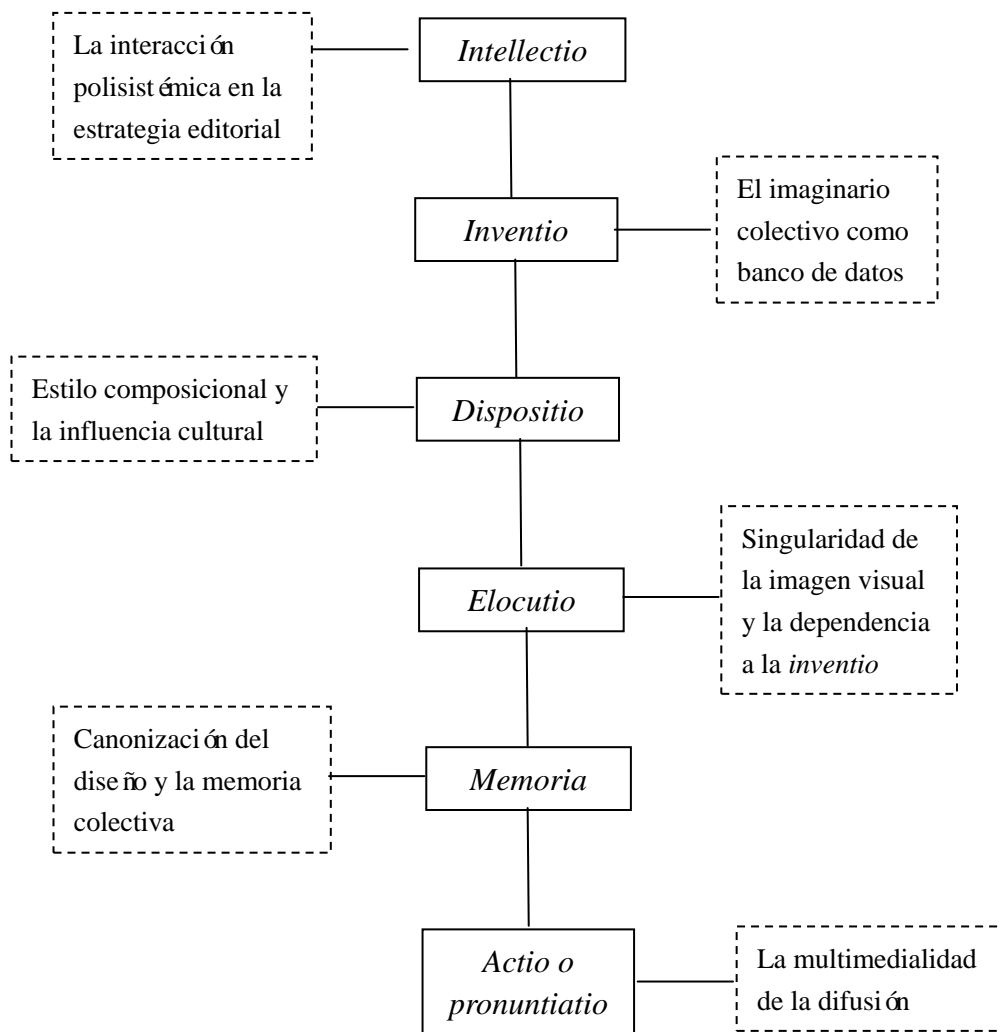 La interacción
polisistémica en la
estrategia editorial
Intellectio
Inventio
El imaginario
colectivo como
banco de datos
Estilo composicional y
la influencia cultural
Dispositio
Elocutio
Singularidad de
la imagen visual
y la dependencia
a la inventio
Canonización del
diseño y la memoria
colectiva
Memoria
Actio o
pronuntiatio
La multimedialidad
de la difusión